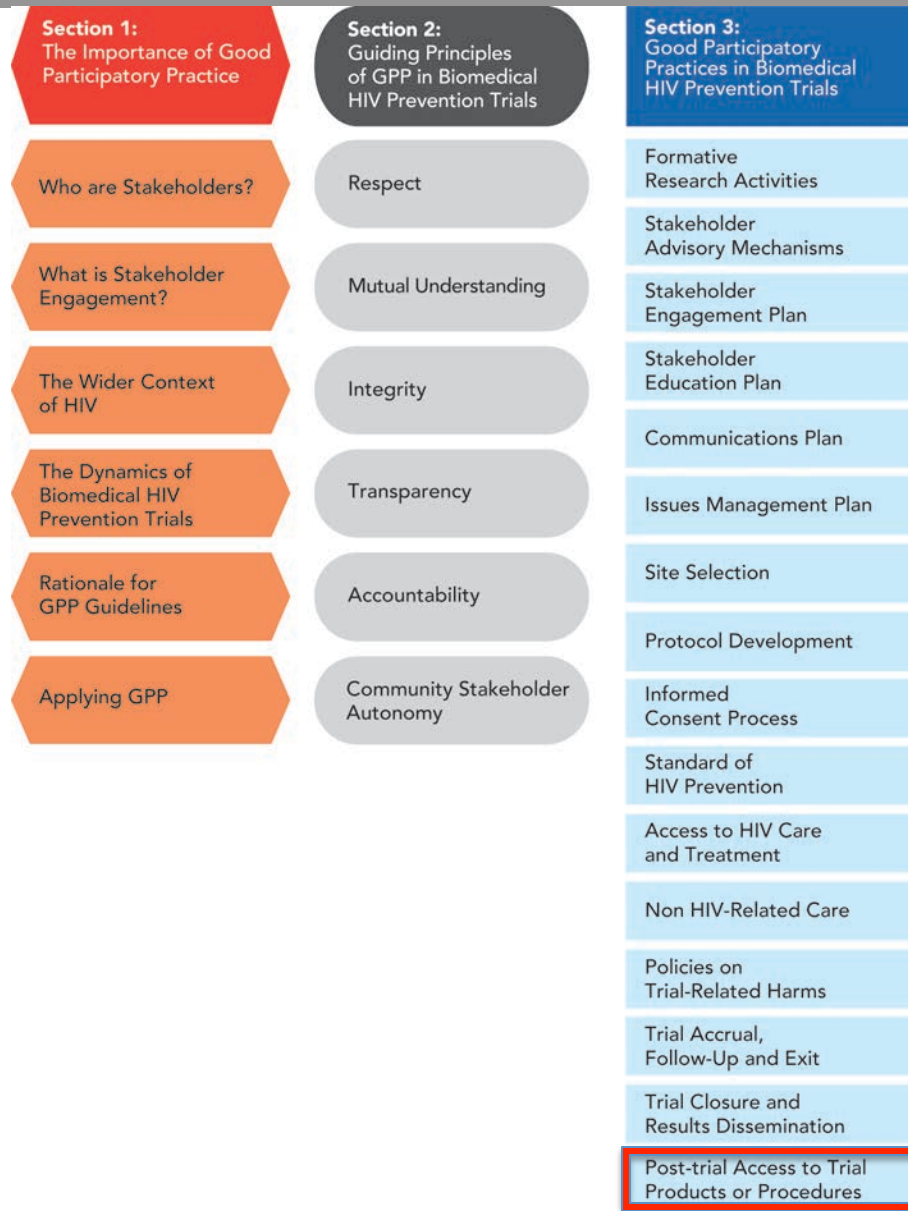 Section 1:
The Importance of Good
Participatory Practice
Who are Stakeholders?
What is Stakeholder
Engagement?
The Wider Context
of HIV
The Dynamics of
Biomedical HIV
Prevention Trials
Rationale for
GPP Guidelines
Applying GPP
Section 2:
Guiding Principles
of GPP in Biomedical
HIV Prevention Trials
Respect
Mutual Understanding
Integrity
Transparency
Accountability
Community Stakeholder
Autonomy
Section 3:
Good Participatory
Practices in Biomedical
HIV Prevention Trials
Formative
Research Activities
Stakeholder
Advisory Mechanisms
Stakeholder
Engagement Plan
Stakeholder
Education Plan
Communications Plan
Issues Management Plan
Site Selection
Protocol Development
Informed
Consent Process
Standard of
HIV Prevention
Access to HIV Care
and Treatment
Non HIV-Related Care
Policies on
Trial-Related Harms
Trial Accrual,
Follow-Up and Exit
Trial Closure and
Results Dissemination
Post-trial Access to Trial
Products or Procedures